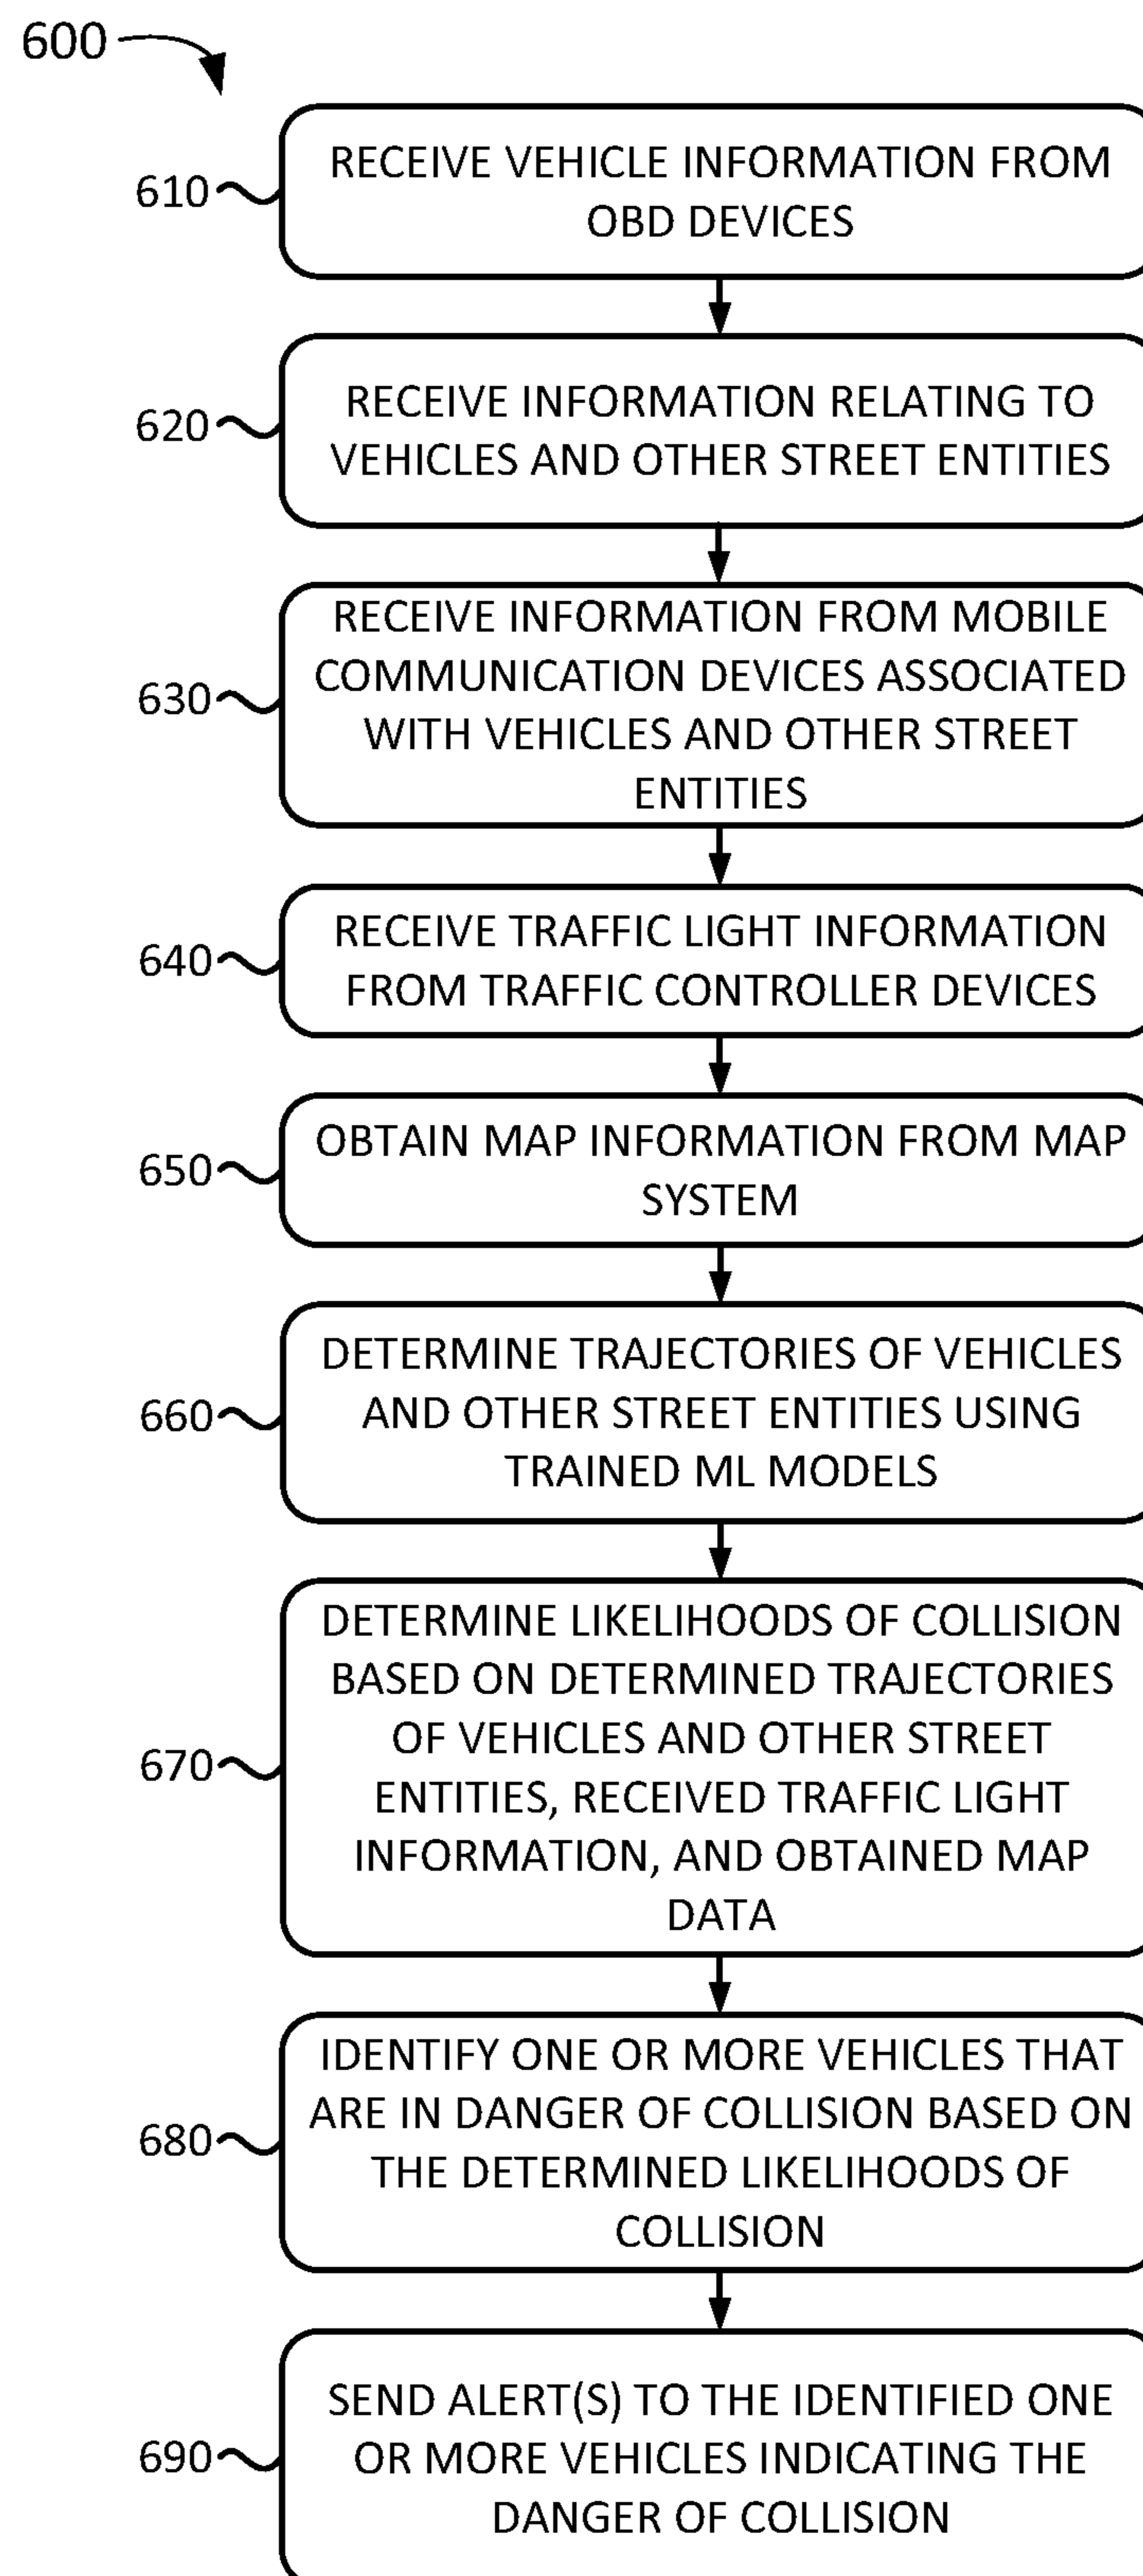 600
610
RECEIVE VEHICLE INFORMATION FROM
OBD DEVICES
620
RECEIVE INFORMATION RELATING TO
VEHICLES AND OTHER STREET ENTITIES
630
RECEIVE INFORMATION FROM MOBILE
COMMUNICATION DEVICES ASSOCIATED
WITH VEHICLES AND OTHER STREET
ENTITIES
640
RECEIVE TRAFFIC LIGHT INFORMATION
FROM TRAFFIC CONTROLLER DEVICES
650
OBTAIN MAP INFORMATION FROM MAP
SYSTEM
660
DETERMINE TRAJECTORIES OF VEHICLES
AND OTHER STREET ENTITIES USING
TRAINED ML MODELS
670
DETERMINE LIKELIHOODS OF COLLISION
BASED ON DETERMINED TRAJECTORIES
OF VEHICLES AND OTHER STREET
ENTITIES, RECEIVED TRAFFIC LIGHT
INFORMATION, AND OBTAINED MAP
DATA
680
IDENTIFY ONE OR MORE VEHICLES THAT
ARE IN DANGER OF COLLISION BASED ON
THE DETERMINED LIKELIHOODS OF
COLLISION
690
SEND ALERT(S) TO THE IDENTIFIED ONE
OR MORE VEHICLES INDICATING THE
DANGER OF COLLISION